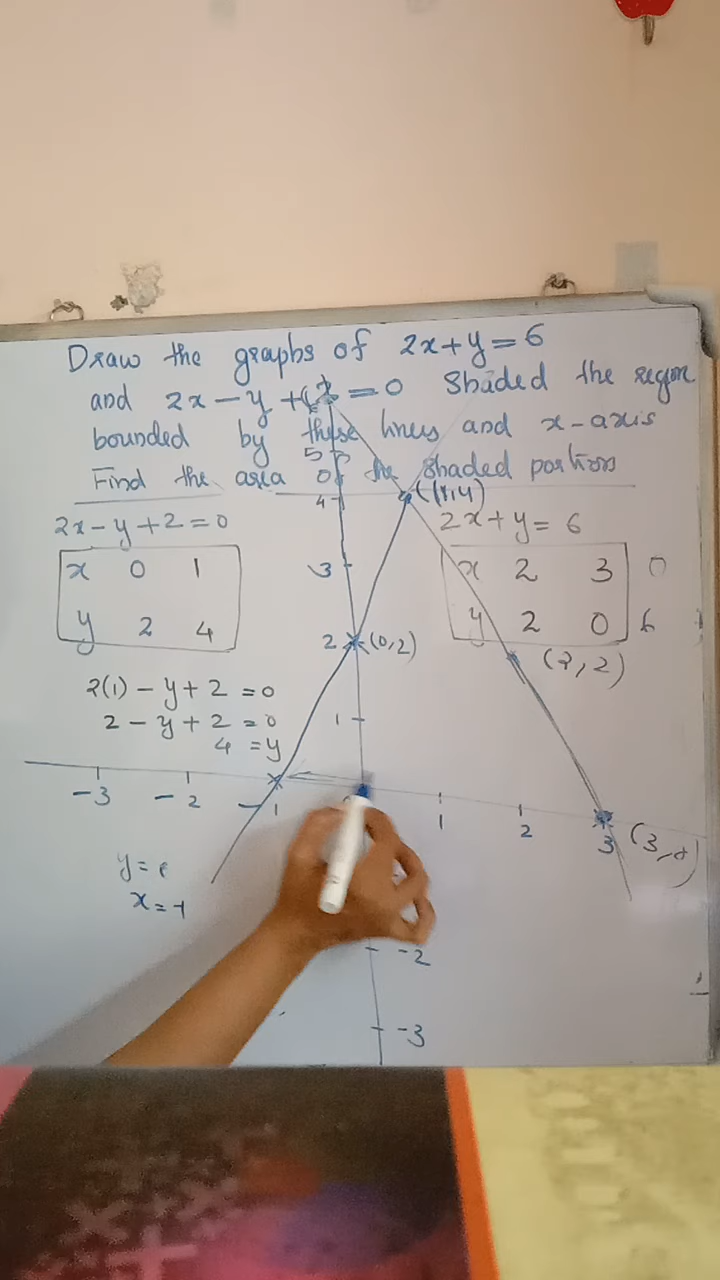 Draw the graphs of 2x+y=6
and 2x-y+2=0 Shaded the region
bounded by these lines and x-axis
Find the area of the shaded portion
2x-y+2=0
x 0 1
y 2 4
2(1)-y+2=0
2-y+2=0
4=y
y=0
x=-1
2x+y=6
x 2 3 0
y 2 0 6
5
4 (1,4)
3
2 (0,2)
1
(2,2)
-3 -2 -1 1 2 3
(3,0)
-2
-3